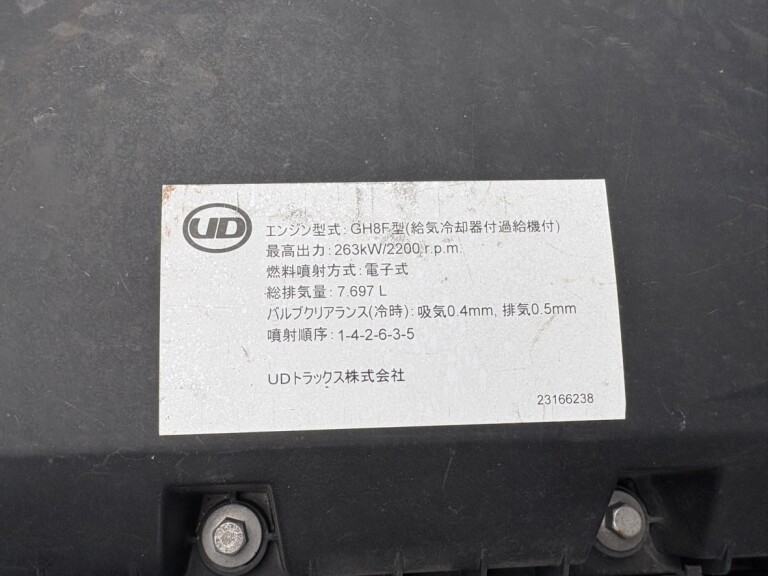 UD
エンジン型式: GH8F型(給気冷却器付過給機付)
最高出力: 263kW/2200 r.p.m.
燃料噴射方式: 電子式
総排気量: 7.697 L
バルブクリアランス(冷時): 吸気0.4mm, 排気0.5mm
噴射順序: 1-4-2-6-3-5
UDトラックス株式会社
23166238